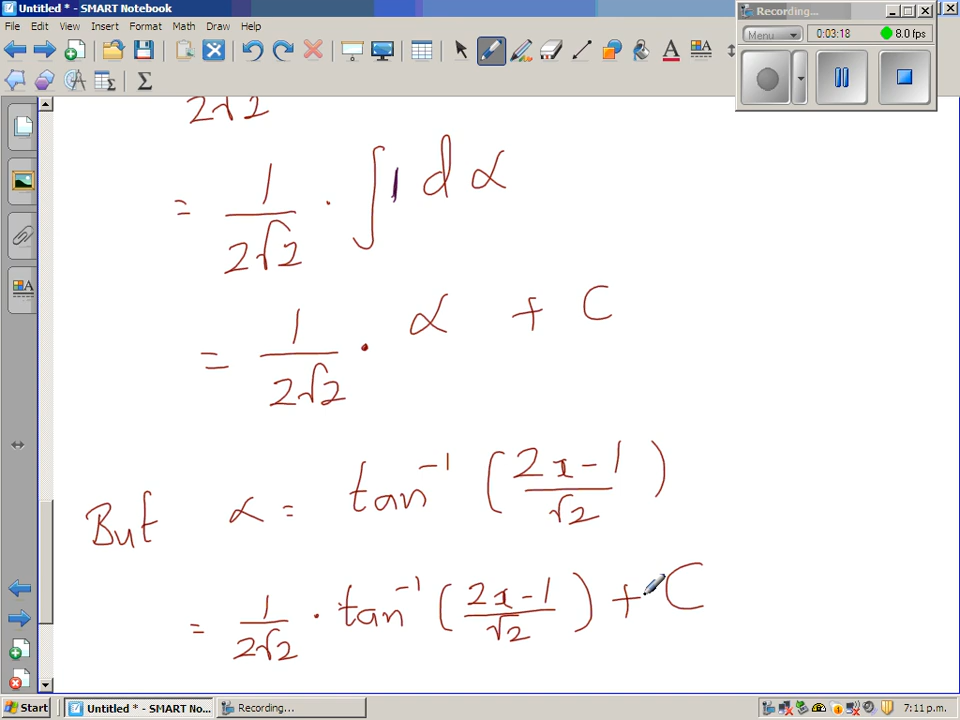 Untitled * - SMART Notebook
Recording...
File Edit View Insert Format Math Draw Help
Menu 0:03:18 8.0 fps
2√2
= 1/2√2 · ∫ 1 d α
= 1/2√2 · α + C
But α = tan⁻¹ (2x-1/√2)
= 1/2√2 · tan⁻¹ (2x-1/√2) + C
Start Untitled * - SMART No... Recording... 7:11 p.m.